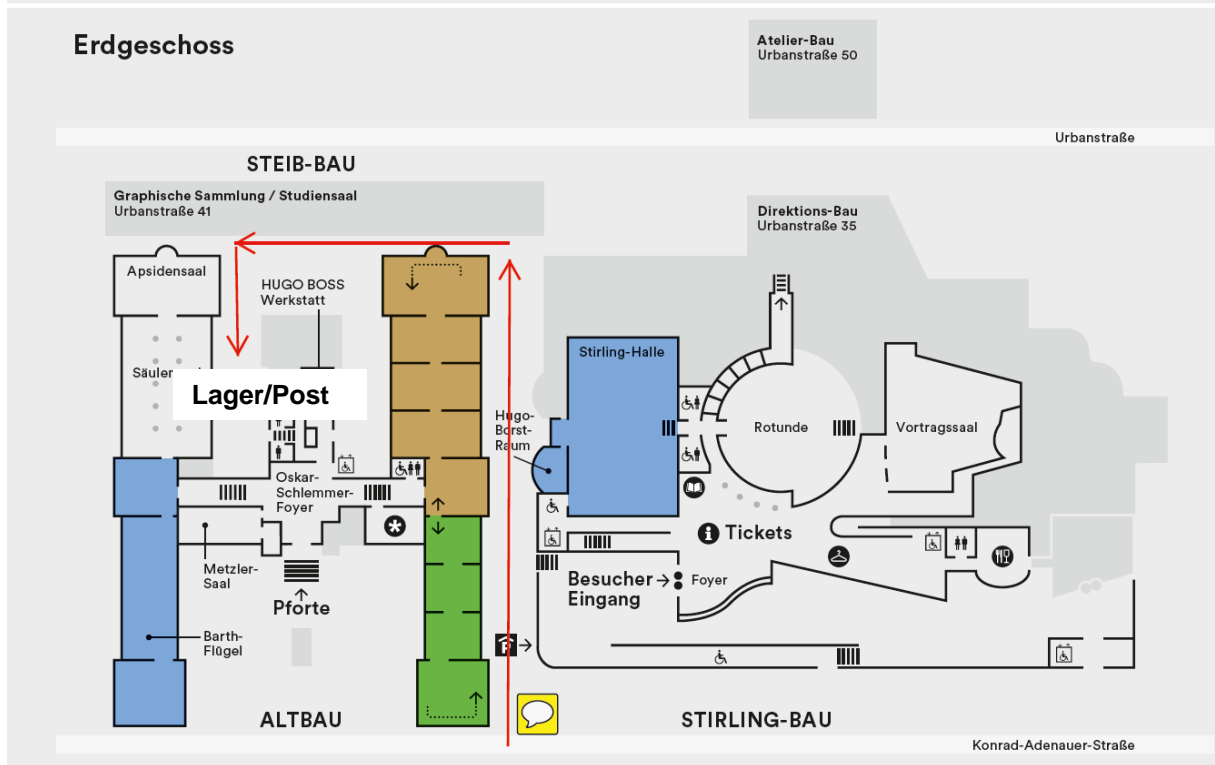 Erdgeschoss
Atelier-Bau
Urbanstraße 50
Urbanstraße
STEIB-BAU
Graphische Sammlung / Studiensaal
Urbanstraße 41
Direktions-Bau
Urbanstraße 35
Apsidensaal
HUGO BOSS
Werkstatt
Stirling-Halle
Lager/Post
Hugo-
Borst-
Raum
Rotunde
Vortragssaal
Oskar-
Schlemmer-
Foyer
Tickets
Metzler-
Saal
Besucher
Eingang
Foyer
Pforte
Barth-
Flügel
ALTBAU
STIRLING-BAU
Konrad-Adenauer-Straße